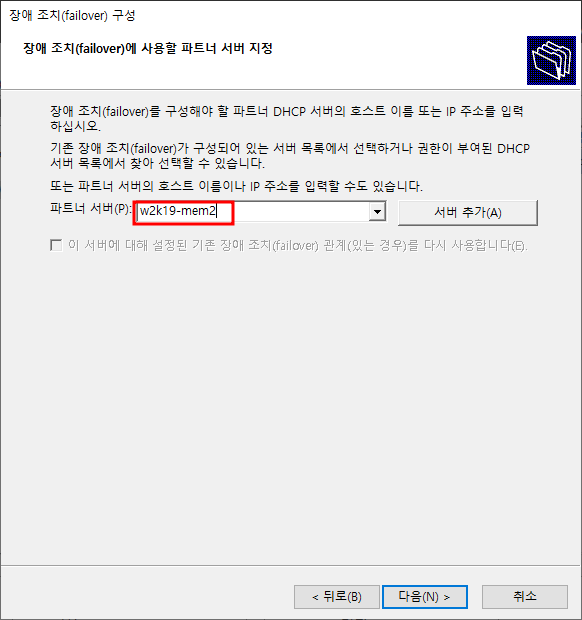 장애 조치(failover) 구성
장애 조치(failover)에 사용할 파트너 서버 지정
장애 조치(failover)를 구성해야 할 파트너 DHCP 서버의 호스트 이름 또는 IP 주소를 입력
하십시오.
기존 장애 조치(failover)가 구성되어 있는 서버 목록에서 선택하거나 권한이 부여된 DHCP
서버 목록에서 찾아 선택할 수 있습니다.
또는 파트너 서버의 호스트 이름이나 IP 주소를 입력할 수도 있습니다.
파트너 서버(P): w2k19-mem2 서버 추가(A)
이 서버에 대해 설정된 기존 장애 조치(failover) 관계(있는 경우)를 다시 사용합니다(E).
< 뒤로(B) 다음(N) > 취소